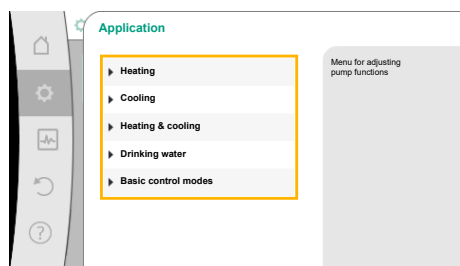 Application
Heating
Cooling
Heating & cooling
Drinking water
Basic control modes
Menu for adjusting
pump functions
?